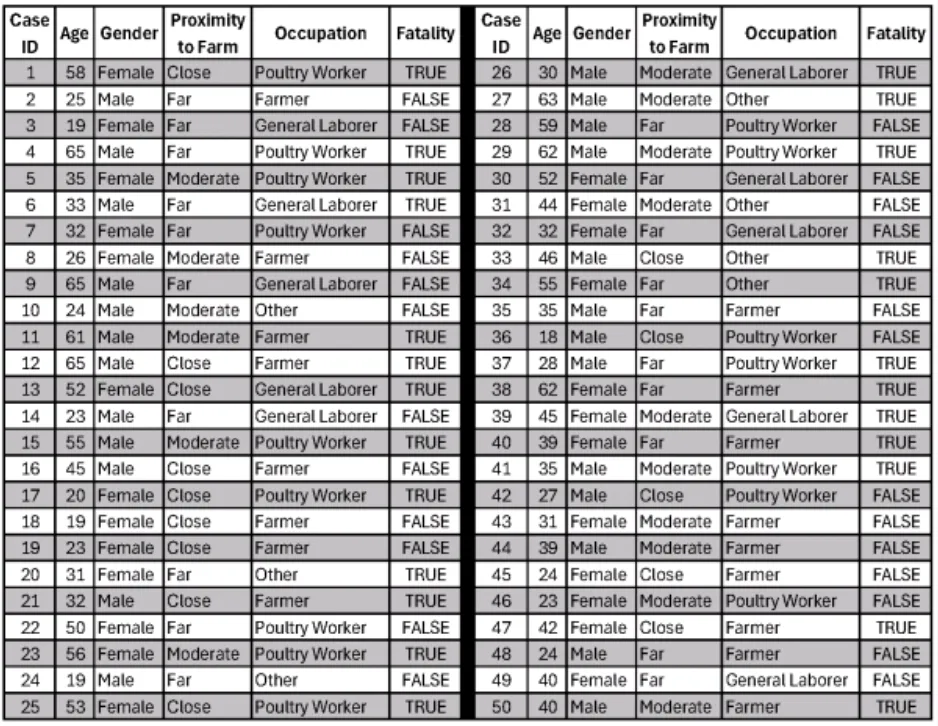 Case ID Age Gender Proximity to Farm Occupation Fatality Case ID Age Gender Proximity to Farm Occupation Fatality
1 58 Female Close Poultry Worker TRUE 26 30 Male Moderate General Laborer TRUE
2 25 Male Far Farmer FALSE 27 63 Male Moderate Other TRUE
3 19 Female Far General Laborer FALSE 28 59 Male Far Poultry Worker FALSE
4 65 Male Far Poultry Worker TRUE 29 62 Male Moderate Poultry Worker TRUE
5 35 Female Moderate Poultry Worker TRUE 30 52 Female Far General Laborer FALSE
6 33 Male Far General Laborer TRUE 31 44 Female Moderate Other FALSE
7 32 Female Far Poultry Worker FALSE 32 32 Female Far General Laborer FALSE
8 26 Female Moderate Farmer FALSE 33 46 Male Close Other TRUE
9 65 Male Far General Laborer FALSE 34 55 Female Far Other TRUE
10 24 Male Moderate Other FALSE 35 35 Male Far Farmer FALSE
11 61 Male Moderate Farmer TRUE 36 18 Male Close Poultry Worker FALSE
12 65 Male Close Farmer TRUE 37 28 Male Far Poultry Worker TRUE
13 52 Female Close General Laborer TRUE 38 62 Female Far Farmer TRUE
14 23 Male Far General Laborer FALSE 39 45 Female Moderate General Laborer TRUE
15 55 Male Moderate Poultry Worker TRUE 40 39 Female Far Farmer TRUE
16 45 Male Close Farmer FALSE 41 35 Male Moderate Poultry Worker TRUE
17 20 Female Close Poultry Worker TRUE 42 27 Male Close Poultry Worker FALSE
18 19 Female Close Farmer FALSE 43 31 Female Moderate Farmer FALSE
19 23 Female Close Farmer FALSE 44 39 Male Moderate Farmer FALSE
20 31 Female Far Other TRUE 45 24 Female Close Farmer FALSE
21 32 Male Close Farmer TRUE 46 23 Female Moderate Poultry Worker FALSE
22 50 Female Far Poultry Worker FALSE 47 42 Female Close Farmer TRUE
23 56 Female Moderate Poultry Worker TRUE 48 24 Male Far Farmer FALSE
24 19 Male Far Other FALSE 49 40 Female Far General Laborer FALSE
25 53 Female Close Poultry Worker TRUE 50 40 Male Moderate Farmer TRUE